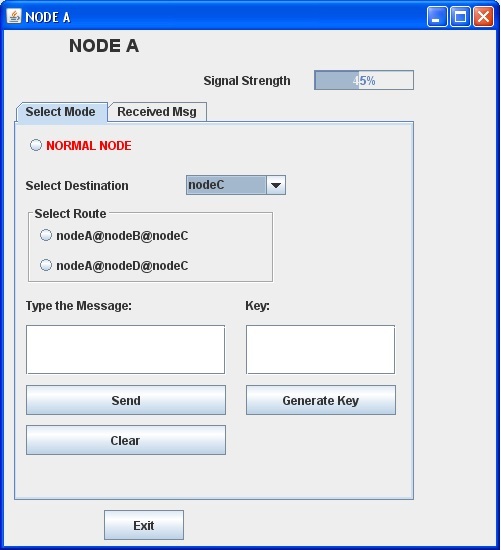 NODE A
NODE A
Signal Strength 45%
Select Mode Received Msg
NORMAL NODE
Select Destination nodeC
Select Route
nodeA@nodeB@nodeC
nodeA@nodeD@nodeC
Type the Message: Key:
Send Generate Key
Clear
Exit